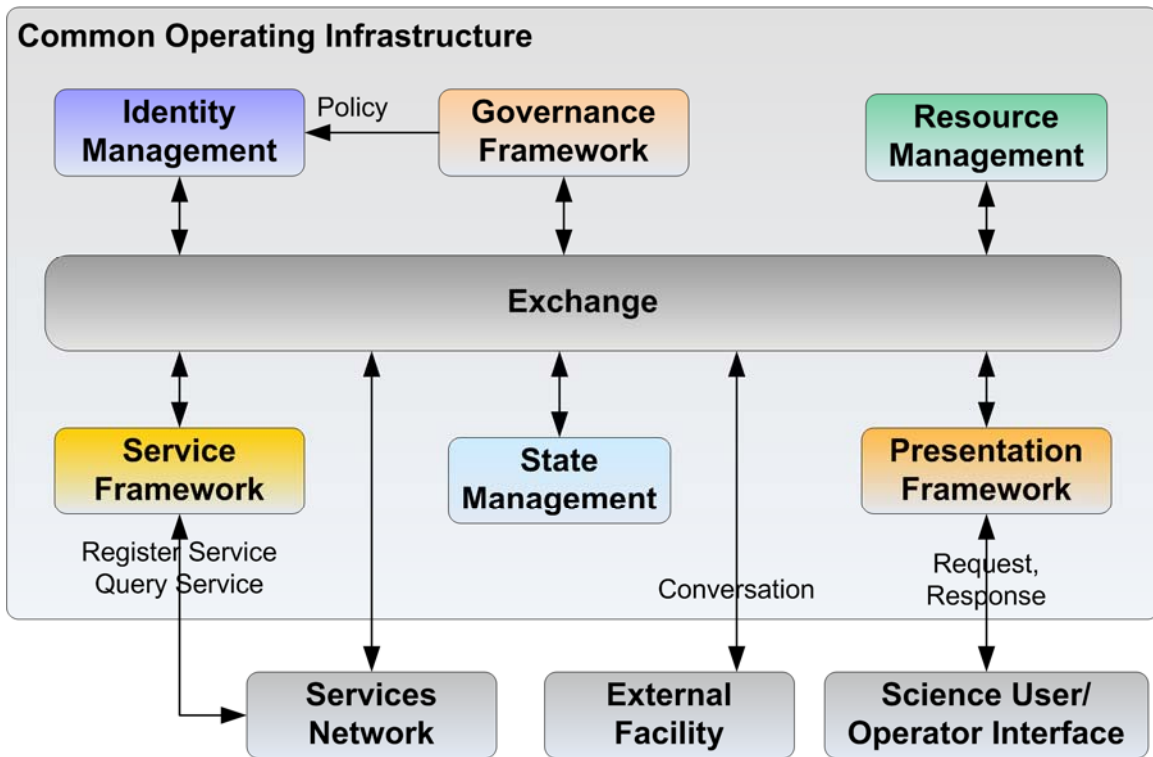 Common Operating Infrastructure
Identity
Management
Policy
Governance
Framework
Resource
Management
Exchange
Service
Framework
State
Management
Presentation
Framework
Register Service
Query Service
Conversation
Request,
Response
Services
Network
External
Facility
Science User/
Operator Interface